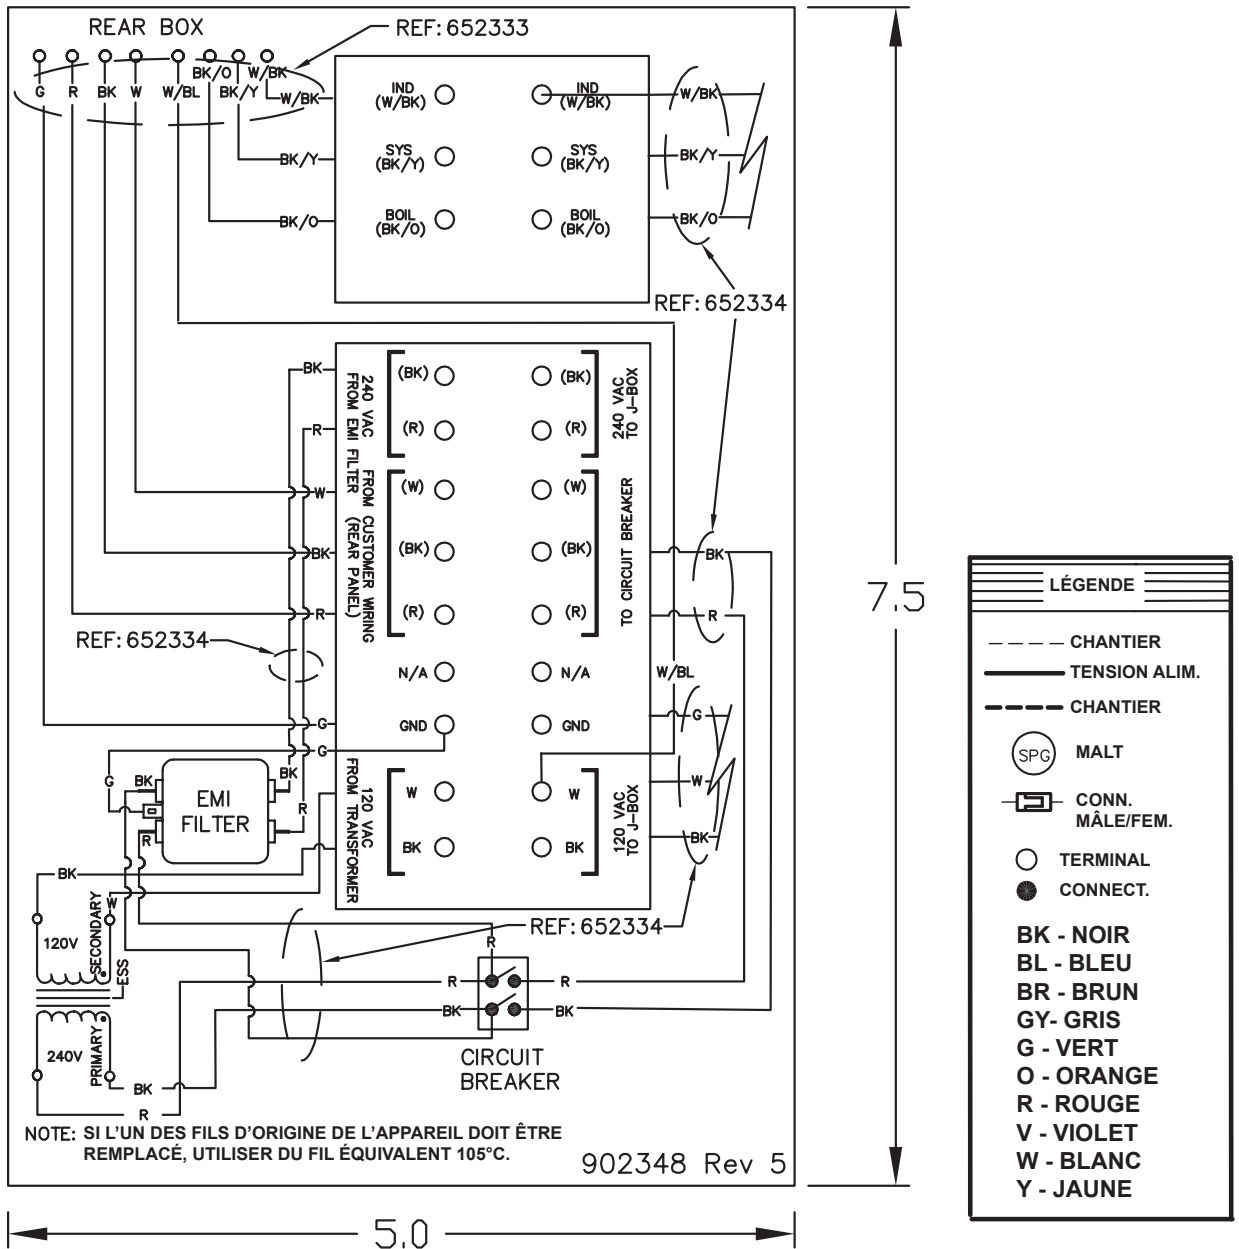 REAR BOX
REF: 652333
G R BK W W/BL BK/O BK/Y W/BK
W/BK
IND
(W/BK)
IND
(W/BK)
W/BK
BK/Y
SYS
(BK/Y)
SYS
(BK/Y)
BK/Y
BK/O
BOIL
(BK/O)
BOIL
(BK/O)
BK/O
REF: 652334
BK
240 VAC
FROM EMI FILTER
(BK)
(BK)
240 VAC
TO J-BOX
R
(R)
(R)
W
FROM CUSTOMER WIRING
(REAR PANEL)
(W)
(W)
TO CIRCUIT BREAKER
BK
(BK)
(BK)
BK
R
(R)
(R)
R
REF: 652334
N/A
N/A
W/BL
G
GND
GND
G
G
G
BK
EMI
FILTER
BK
R
R
120 VAC
FROM TRANSFORMER
W
W
120 VAC
TO J-BOX
W
BK
BK
BK
BK
W
120V
SECONDARY
ESS
REF: 652334
R
R
R
BK
BK
240V
PRIMARY
BK
R
CIRCUIT
BREAKER
NOTE: SI L'UN DES FILS D'ORIGINE DE L'APPAREIL DOIT ÊTRE
REMPLACÉ, UTILISER DU FIL ÉQUIVALENT 105°C.
902348 Rev 5
7.5
5.0
LÉGENDE
CHANTIER
TENSION ALIM.
CHANTIER
SPG MALT
CONN.
MÂLE/FEM.
TERMINAL
CONNECT.
BK - NOIR
BL - BLEU
BR - BRUN
GY- GRIS
G - VERT
O - ORANGE
R - ROUGE
V - VIOLET
W - BLANC
Y - JAUNE